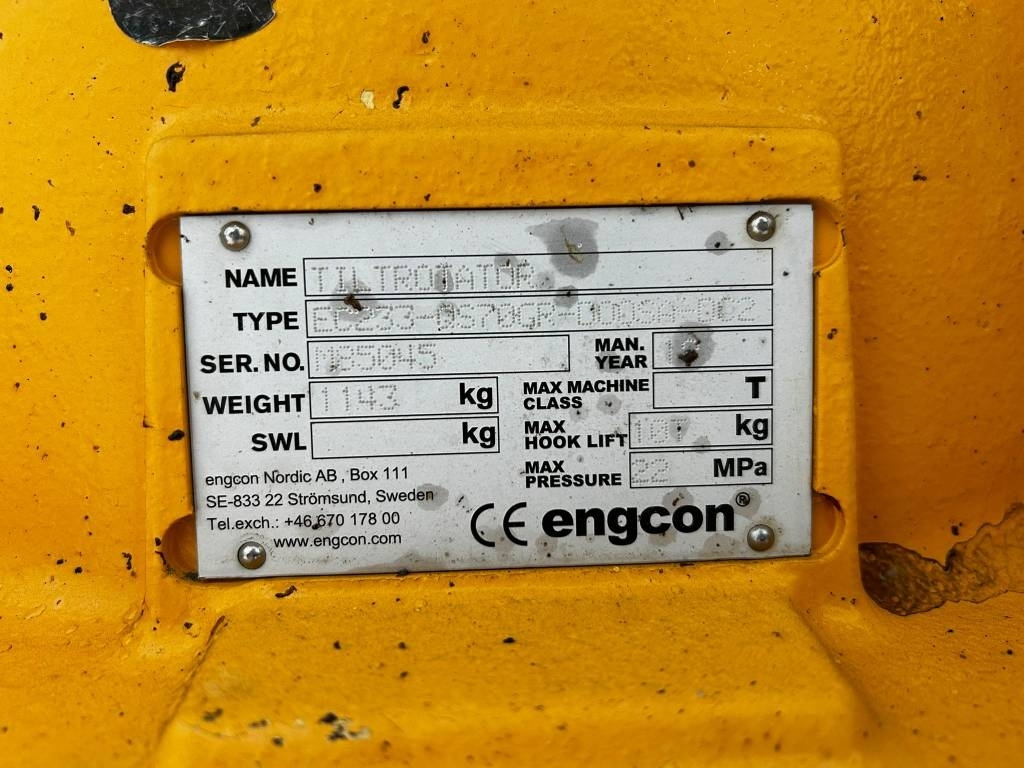 NAME TILTROTATOR
TYPE
SER. NO. N85045 MAN. YEAR
WEIGHT 1143 kg MAX MACHINE CLASS T
SWL kg MAX HOOK LIFT kg
MAX PRESSURE 22 MPa
engcon Nordic AB , Box 111
SE-833 22 Strömsund, Sweden
Tel.exch.: +46 670 178 00
www.engcon.com
CE engcon®